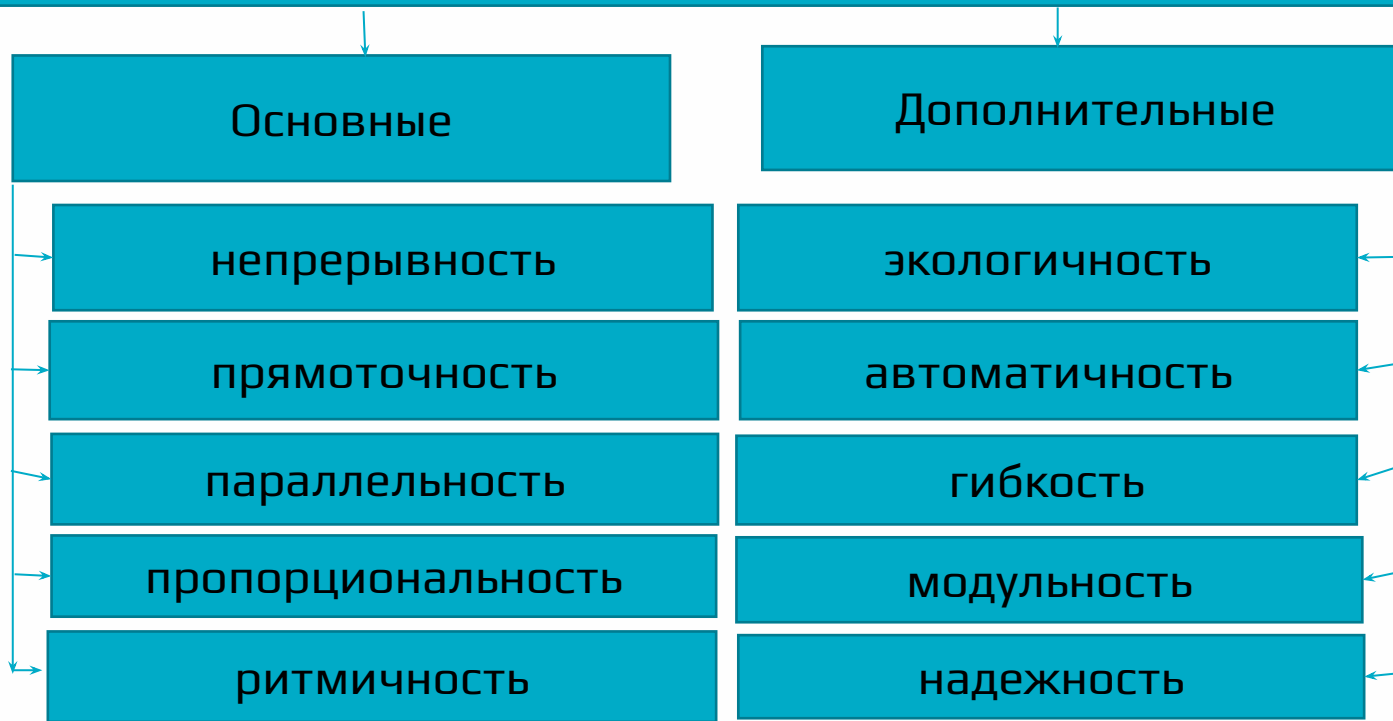 Основные
Дополнительные
непрерывность
экологичность
прямоточность
автоматичность
параллельность
гибкость
пропорциональность
модульность
ритмичность
надежность